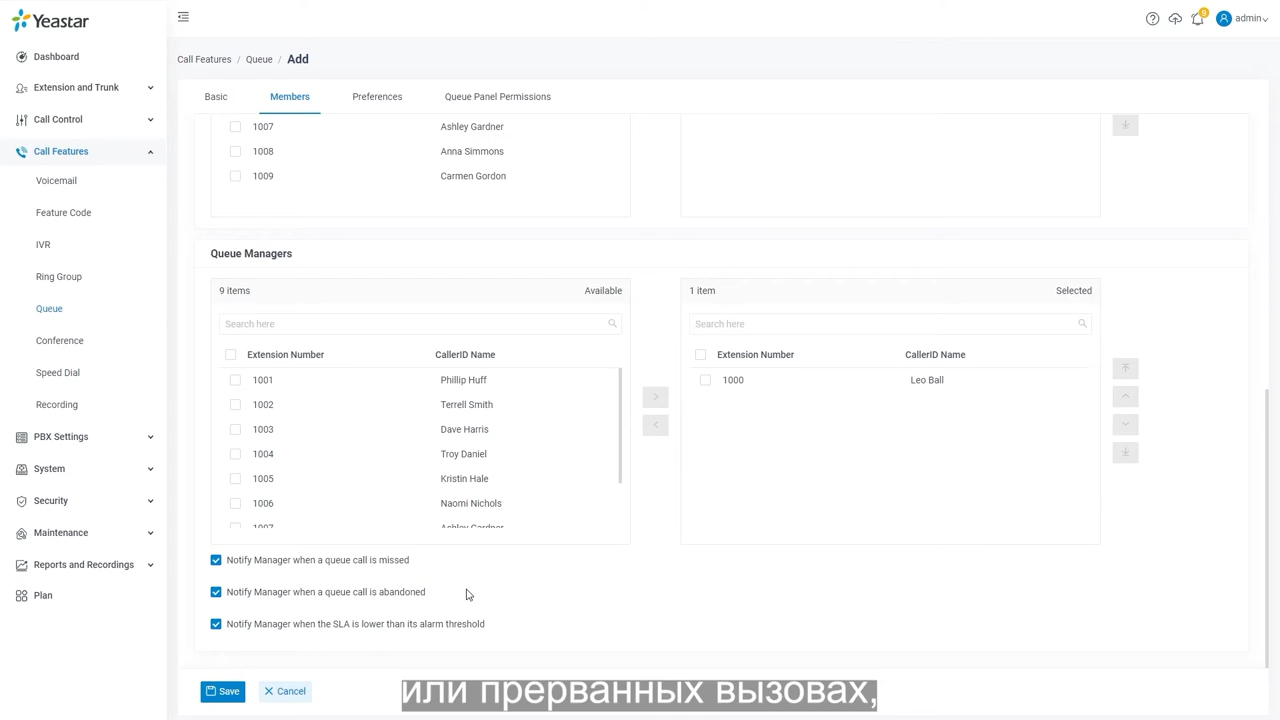 Yeastar
8
admin
Dashboard
Extension and Trunk
Call Control
Call Features
Voicemail
Feature Code
IVR
Ring Group
Queue
Conference
Speed Dial
Recording
PBX Settings
System
Security
Maintenance
Reports and Recordings
Plan
Call Features / Queue / Add
Basic Members Preferences Queue Panel Permissions
1007 Ashley Gardner
1008 Anna Simmons
1009 Carmen Gordon
Queue Managers
9 items Available
Search here
Extension Number CallerID Name
1001 Phillip Huff
1002 Terrell Smith
1003 Dave Harris
1004 Troy Daniel
1005 Kristin Hale
1006 Naomi Nichols
1007 Ashley Gardner
1 item Selected
Search here
Extension Number CallerID Name
1000 Leo Ball
Notify Manager when a queue call is missed
Notify Manager when a queue call is abandoned
Notify Manager when the SLA is lower than its alarm threshold
Save Cancel
или прерванных вызовах,